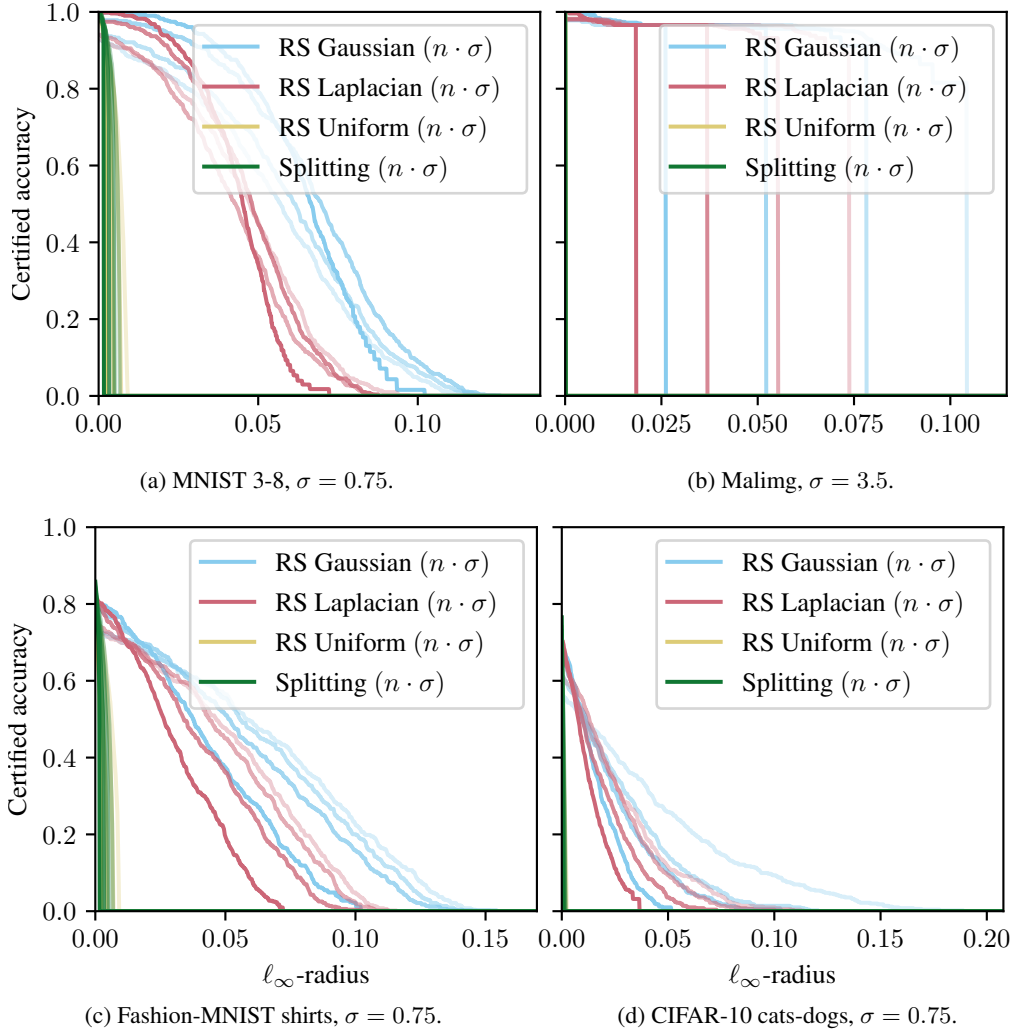 1.0
0.8
0.6
0.4
0.2
0.0
Certified accuracy
RS Gaussian (n · σ)
RS Laplacian (n · σ)
RS Uniform (n · σ)
Splitting (n · σ)
0.00 0.05 0.10
(a) MNIST 3-8, σ = 0.75.
RS Gaussian (n · σ)
RS Laplacian (n · σ)
RS Uniform (n · σ)
Splitting (n · σ)
0.000 0.025 0.050 0.075 0.100
(b) Malimg, σ = 3.5.
1.0
0.8
0.6
0.4
0.2
0.0
Certified accuracy
RS Gaussian (n · σ)
RS Laplacian (n · σ)
RS Uniform (n · σ)
Splitting (n · σ)
0.00 0.05 0.10 0.15
ℓ∞-radius
(c) Fashion-MNIST shirts, σ = 0.75.
RS Gaussian (n · σ)
RS Laplacian (n · σ)
RS Uniform (n · σ)
Splitting (n · σ)
0.00 0.05 0.10 0.15 0.20
ℓ∞-radius
(d) CIFAR-10 cats-dogs, σ = 0.75.